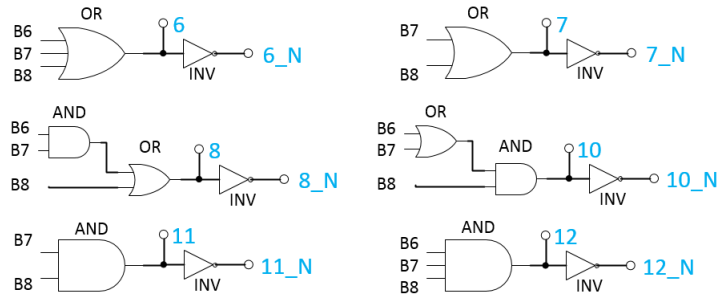 OR
B6
B7
B8
6
INV
6_N
OR
B7
B8
7
INV
7_N
AND
B6
B7
OR
B8
8
INV
8_N
OR
B6
B7
AND
B8
10
INV
10_N
AND
B7
B8
11
INV
11_N
AND
B6
B7
B8
12
INV
12_N